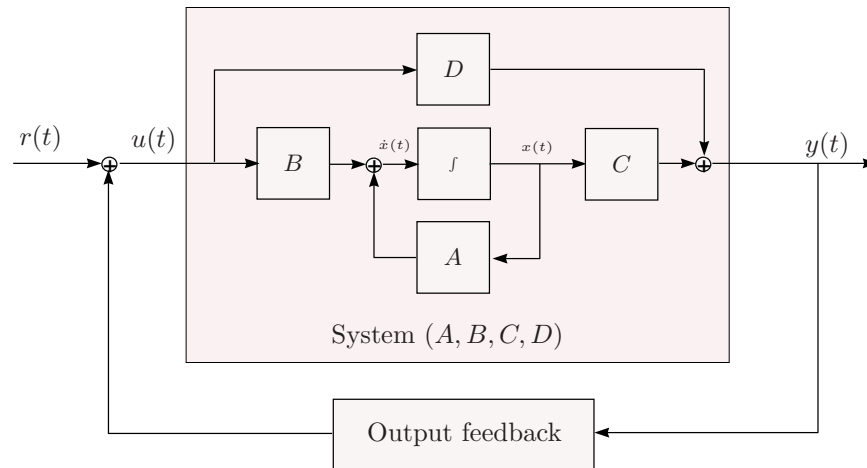 D
r(t)
u(t)
B
ẋ(t)
∫
x(t)
C
y(t)
A
System (A, B, C, D)
Output feedback